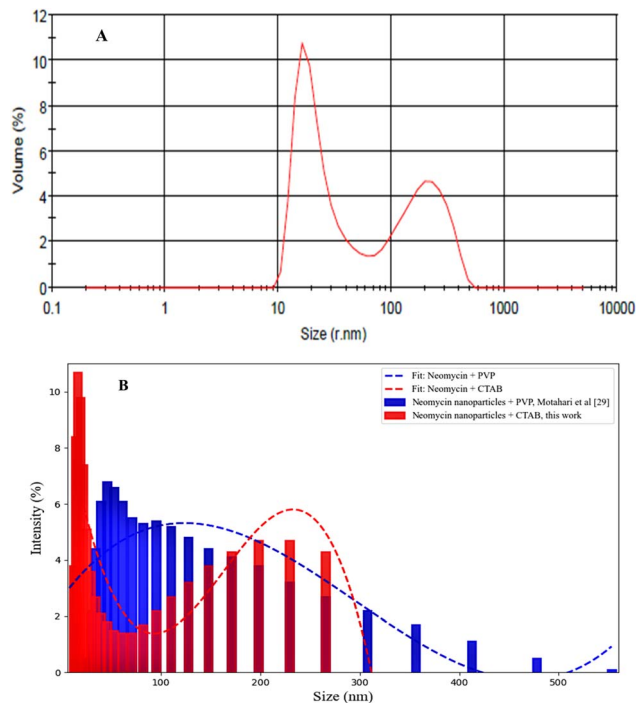 A
12
10
8
6
4
2
0
Volume (%)
0.1 1 10 100 1000 10000
Size (r.nm)
B
Fit: Neomycin + PVP
Fit: Neomycin + CTAB
Neomycin nanoparticles + PVP, Motahari et al [29]
Neomycin nanoparticles + CTAB, this work
10
8
6
4
2
0
Intensity (%)
100 200 300 400 500
Size (nm)